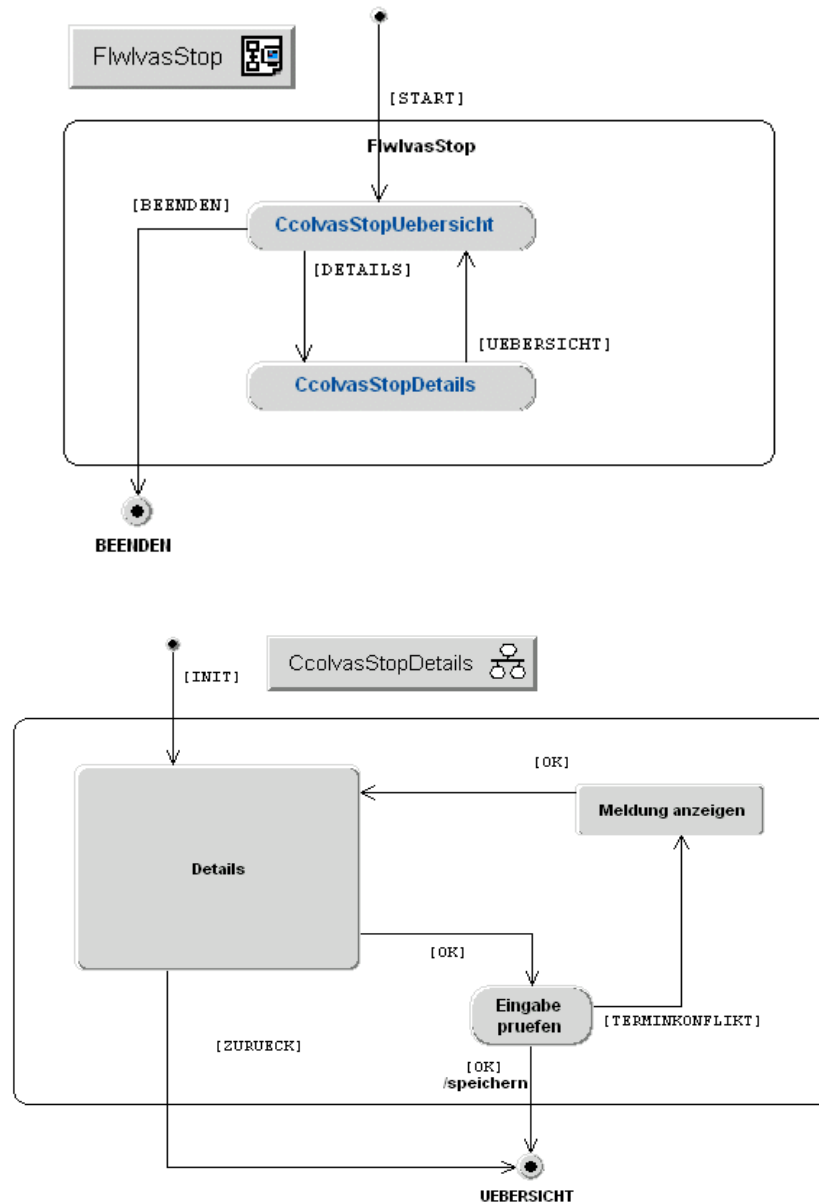 FlwIvasStop
[START]
FlwIvasStop
[BEENDEN]
CcoIvasStopUebersicht
[DETAILS]
[UEBERSICHT]
CcoIvasStopDetails
BEENDEN
CcoIvasStopDetails
[INIT]
[OK]
Meldung anzeigen
Details
[OK]
Eingabe
pruefen
[TERMINKONFLIKT]
[ZURUECK]
[OK]
/speichern
UEBERSICHT